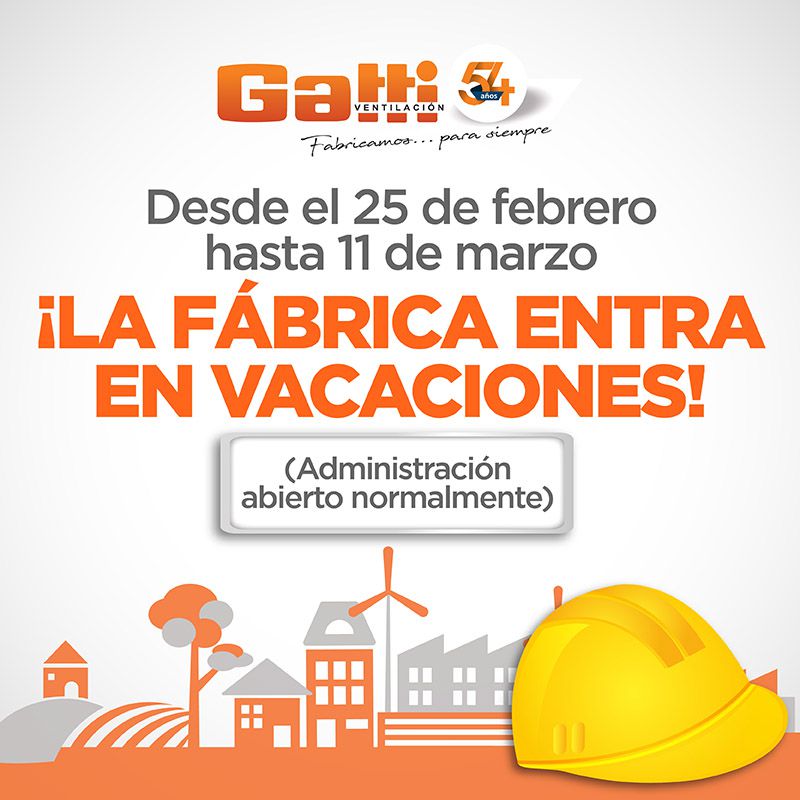 Gatti
VENTILACIÓN
54
años
Fabricamos... para siempre
Desde el 25 de febrero
hasta 11 de marzo
¡LA FÁBRICA ENTRA
EN VACACIONES!
(Administración
abierto normalmente)